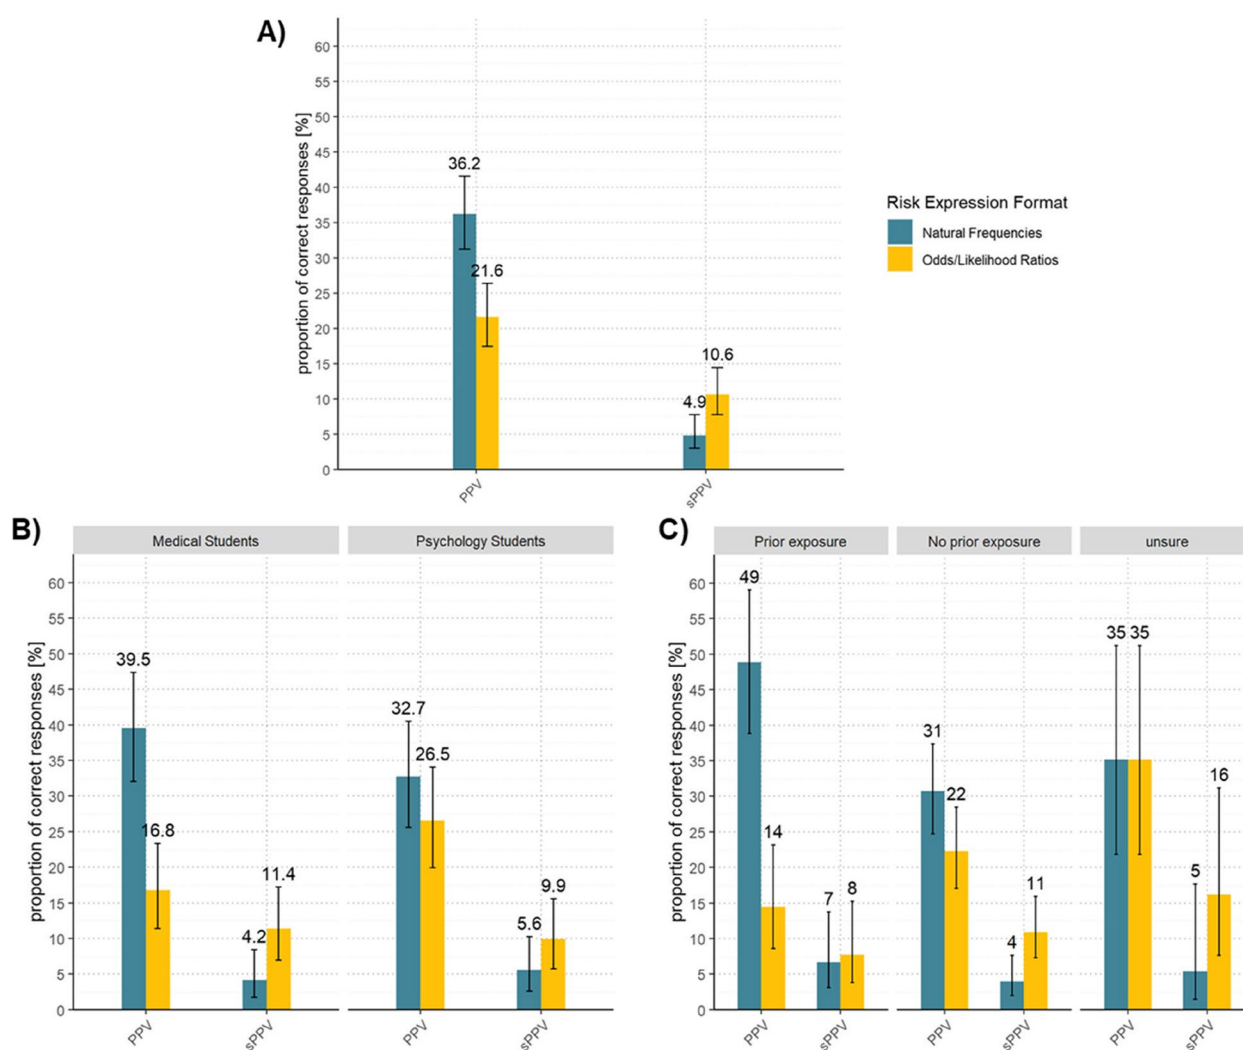 A)
proportion of correct responses [%]
60
55
50
45
40
35
30
25
20
15
10
5
0
36.2
21.6
4.9
10.6
PPV
sPPV
Risk Expression Format
Natural Frequencies
Odds/Likelihood Ratios
B)
Medical Students
Psychology Students
proportion of correct responses [%]
60
55
50
45
40
35
30
25
20
15
10
5
0
39.5
16.8
4.2
11.4
32.7
26.5
5.6
9.9
PPV
sPPV
PPV
sPPV
C)
Prior exposure
No prior exposure
unsure
proportion of correct responses [%]
60
55
50
45
40
35
30
25
20
15
10
5
0
49
14
7
8
31
22
4
11
35
35
5
16
PPV
sPPV
PPV
sPPV
PPV
sPPV